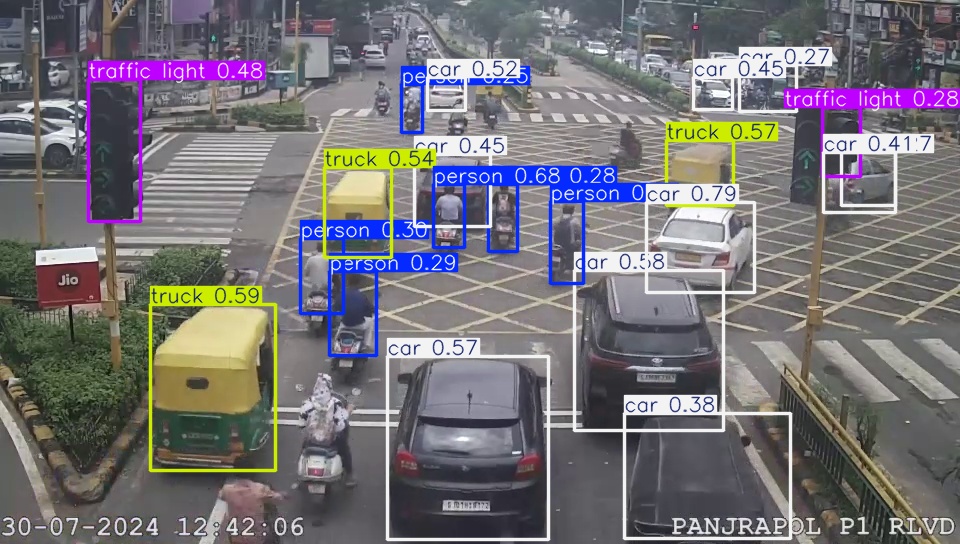 car 0.27
car 0.52
car 0.45
traffic light 0.48
traffic light 0.28
truck 0.57
car 0.45
car 0.41
truck 0.54
person 0.68
0.28
person 0.
car 0.79
person 0.30
person 0.29
car 0.58
Jio
truck 0.59
car 0.57
car 0.38
30-07-2024 12:42:06
PANJRAPOL P1 RLVD